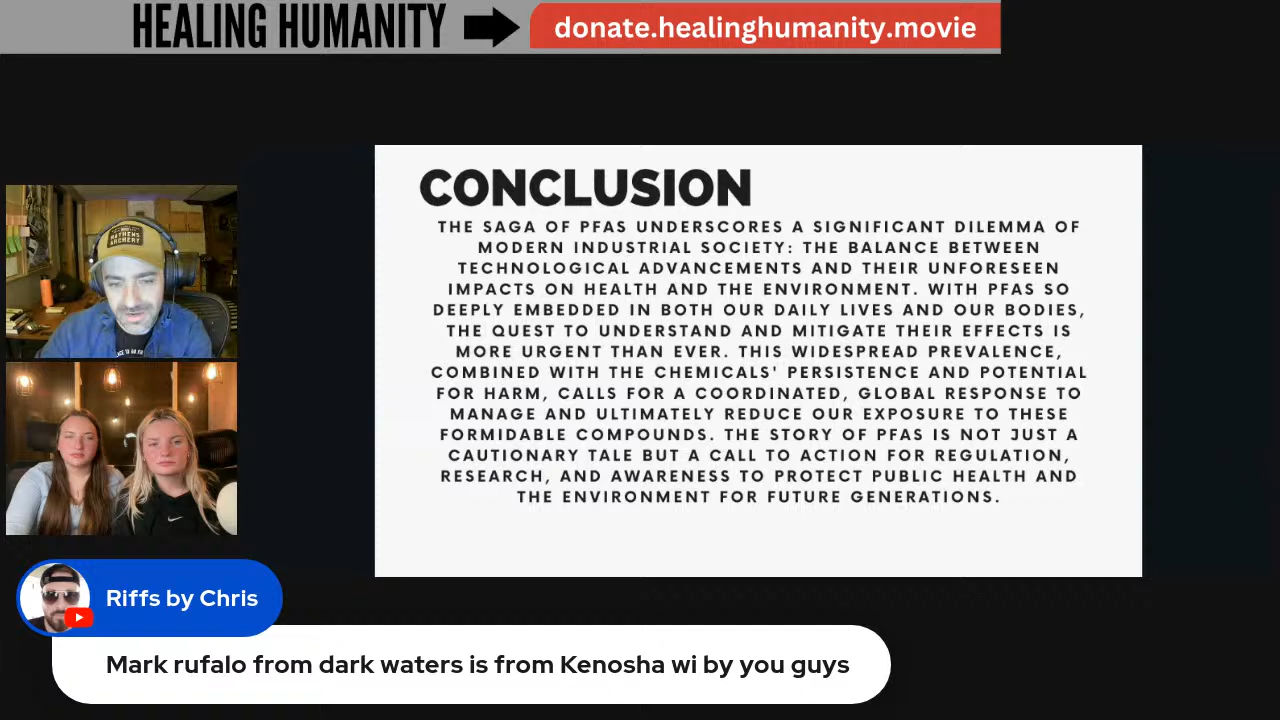 HEALING HUMANITY
donate.healinghumanity.movie
CONCLUSION
THE SAGA OF PFAS UNDERSCORES A SIGNIFICANT DILEMMA OF
MODERN INDUSTRIAL SOCIETY: THE BALANCE BETWEEN
TECHNOLOGICAL ADVANCEMENTS AND THEIR UNFORESEEN
IMPACTS ON HEALTH AND THE ENVIRONMENT. WITH PFAS SO
DEEPLY EMBEDDED IN BOTH OUR DAILY LIVES AND OUR BODIES,
THE QUEST TO UNDERSTAND AND MITIGATE THEIR EFFECTS IS
MORE URGENT THAN EVER. THIS WIDESPREAD PREVALENCE,
COMBINED WITH THE CHEMICALS' PERSISTENCE AND POTENTIAL
FOR HARM, CALLS FOR A COORDINATED, GLOBAL RESPONSE TO
MANAGE AND ULTIMATELY REDUCE OUR EXPOSURE TO THESE
FORMIDABLE COMPOUNDS. THE STORY OF PFAS IS NOT JUST A
CAUTIONARY TALE BUT A CALL TO ACTION FOR REGULATION,
RESEARCH, AND AWARENESS TO PROTECT PUBLIC HEALTH AND
THE ENVIRONMENT FOR FUTURE GENERATIONS.
MATHEWS
ARCHERY
Riffs by Chris
Mark rufalo from dark waters is from Kenosha wi by you guys